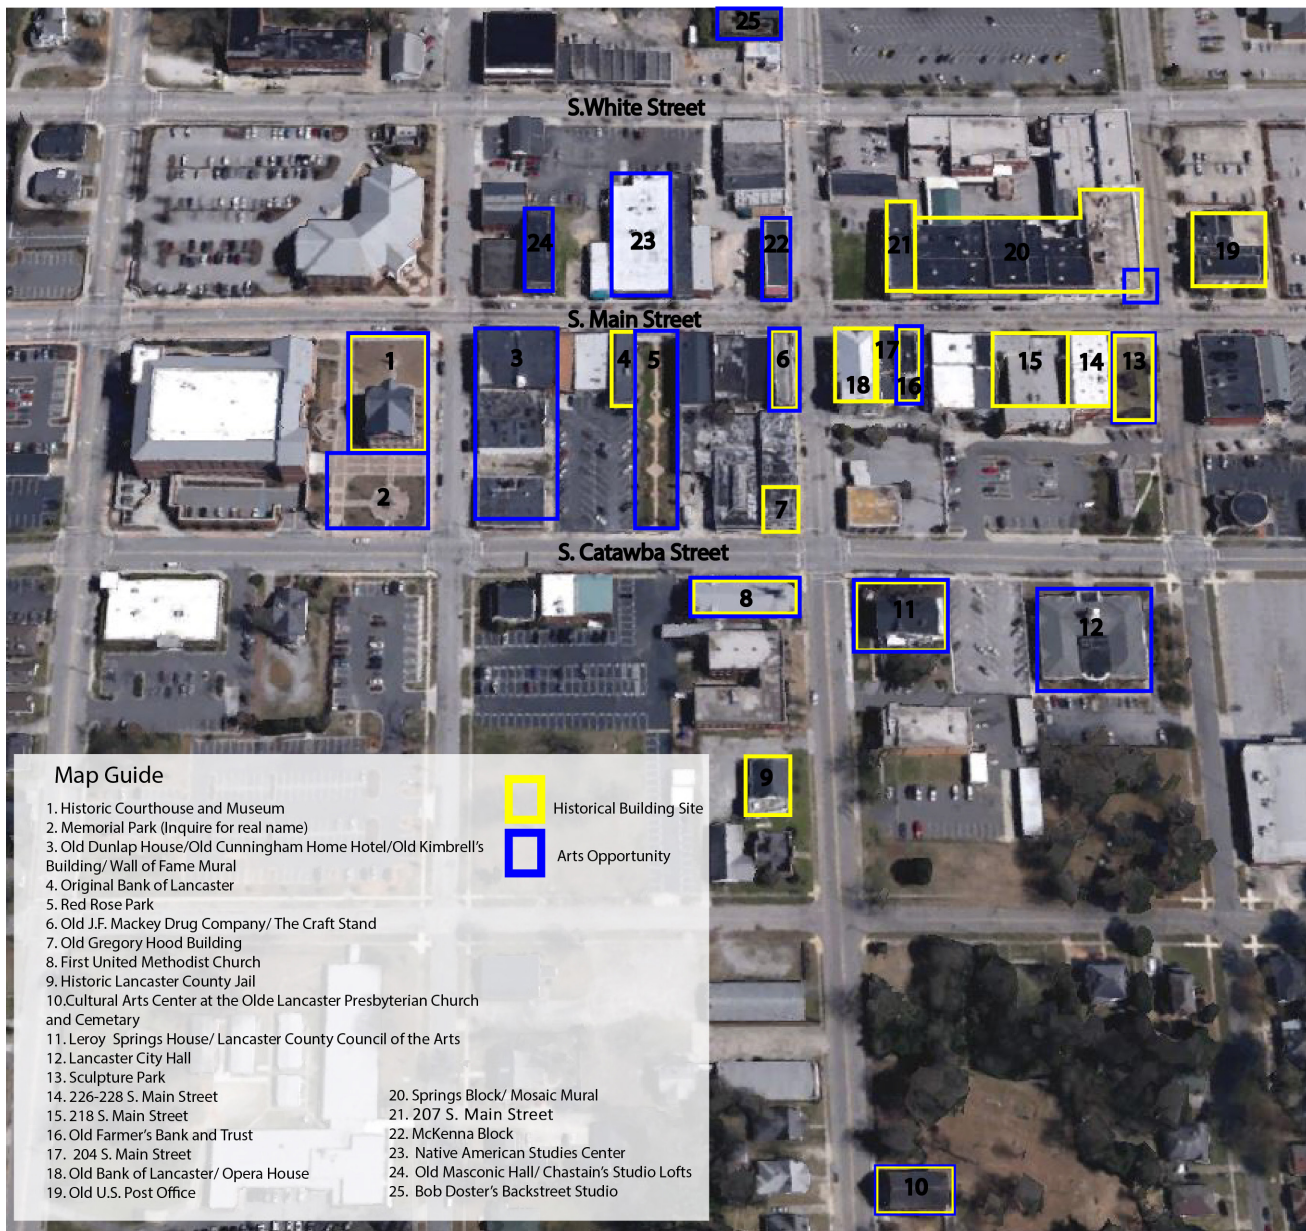 25
S.White Street
24
23
22
21
20
19
S. Main Street
1
3
4
5
6
17
18
16
15
14
13
2
7
S. Catawba Street
8
11
12
9
10
Map Guide
1. Historic Courthouse and Museum
2. Memorial Park (Inquire for real name)
3. Old Dunlap House/Old Cunningham Home Hotel/Old Kimbrell's
Building/ Wall of Fame Mural
4. Original Bank of Lancaster
5. Red Rose Park
6. Old J.F. Mackey Drug Company/ The Craft Stand
7. Old Gregory Hood Building
8. First United Methodist Church
9. Historic Lancaster County Jail
10.Cultural Arts Center at the Olde Lancaster Presbyterian Church
and Cemetary
11. Leroy Springs House/ Lancaster County Council of the Arts
12. Lancaster City Hall
13. Sculpture Park
14. 226-228 S. Main Street
15. 218 S. Main Street
16. Old Farmer's Bank and Trust
17. 204 S. Main Street
18. Old Bank of Lancaster/ Opera House
19. Old U.S. Post Office
20. Springs Block/ Mosaic Mural
21. 207 S. Main Street
22. McKenna Block
23. Native American Studies Center
24. Old Masonic Hall/ Chastain's Studio Lofts
25. Bob Doster's Backstreet Studio
Historical Building Site
Arts Opportunity